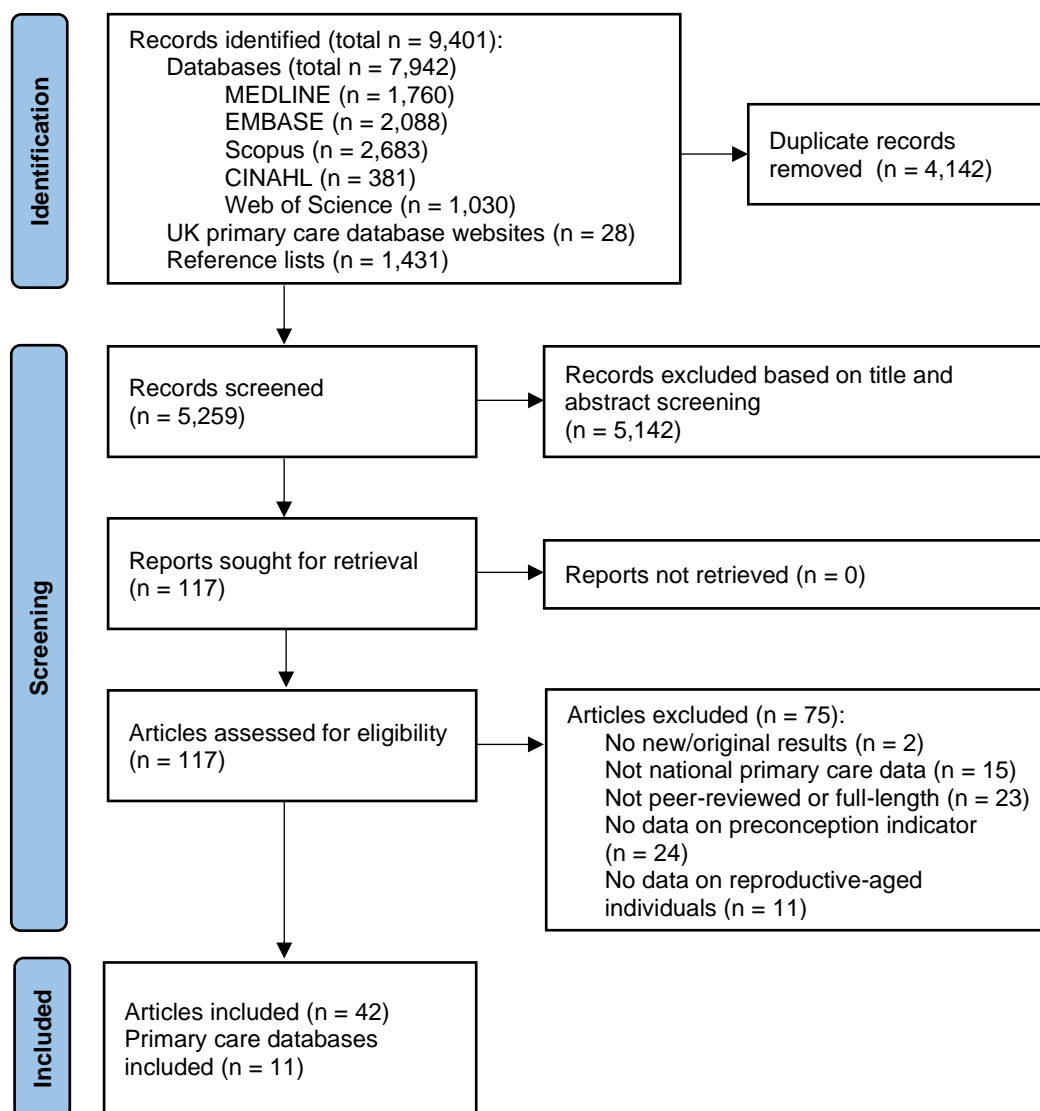 Identification
Records identified (total n = 9,401):
Databases (total n = 7,942)
MEDLINE (n = 1,760)
EMBASE (n = 2,088)
Scopus (n = 2,683)
CINAHL (n = 381)
Web of Science (n = 1,030)
UK primary care database websites (n = 28)
Reference lists (n = 1,431)
Duplicate records
removed (n = 4,142)
Screening
Records screened
(n = 5,259)
Records excluded based on title and
abstract screening
(n = 5,142)
Reports sought for retrieval
(n = 117)
Reports not retrieved (n = 0)
Articles assessed for eligibility
(n = 117)
Articles excluded (n = 75):
No new/original results (n = 2)
Not national primary care data (n = 15)
Not peer-reviewed or full-length (n = 23)
No data on preconception indicator
(n = 24)
No data on reproductive-aged
individuals (n = 11)
Included
Articles included (n = 42)
Primary care databases
included (n = 11)